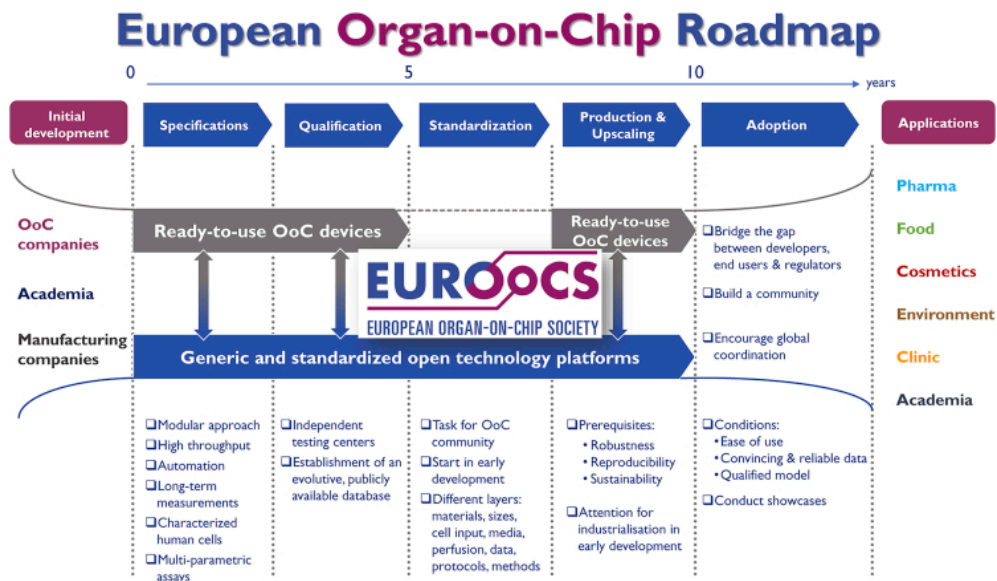 European Organ-on-Chip Roadmap
0
5
10
years
Initial
development
Specifications
Qualification
Standardization
Production &
Upscaling
Adoption
Applications
OoC
companies
Academia
Manufacturing
companies
Ready-to-use OoC devices
Ready-to-use
OoC devices
EUROoCS
EUROPEAN ORGAN-ON-CHIP SOCIETY
Generic and standardized open technology platforms
❑Bridge the gap
between developers,
end users & regulators
❑Build a community
❑Encourage global
coordination
Pharma
Food
Cosmetics
Environment
Clinic
Academia
❑Modular approach
❑High throughput
❑Automation
❑Long-term
measurements
❑Characterized
human cells
❑Multi-parametric
assays
❑Independent
testing centers
❑Establishment of an
evolutive, publicly
available database
❑Task for OoC
community
❑Start in early
development
❑Different layers:
materials, sizes,
cell input, media,
perfusion, data,
protocols, methods
❑Prerequisites:
• Robustness
• Reproducibility
• Sustainability
❑Attention for
industrialisation in
early development
❑Conditions:
•Ease of use
•Convincing & reliable data
•Qualified model
❑Conduct showcases